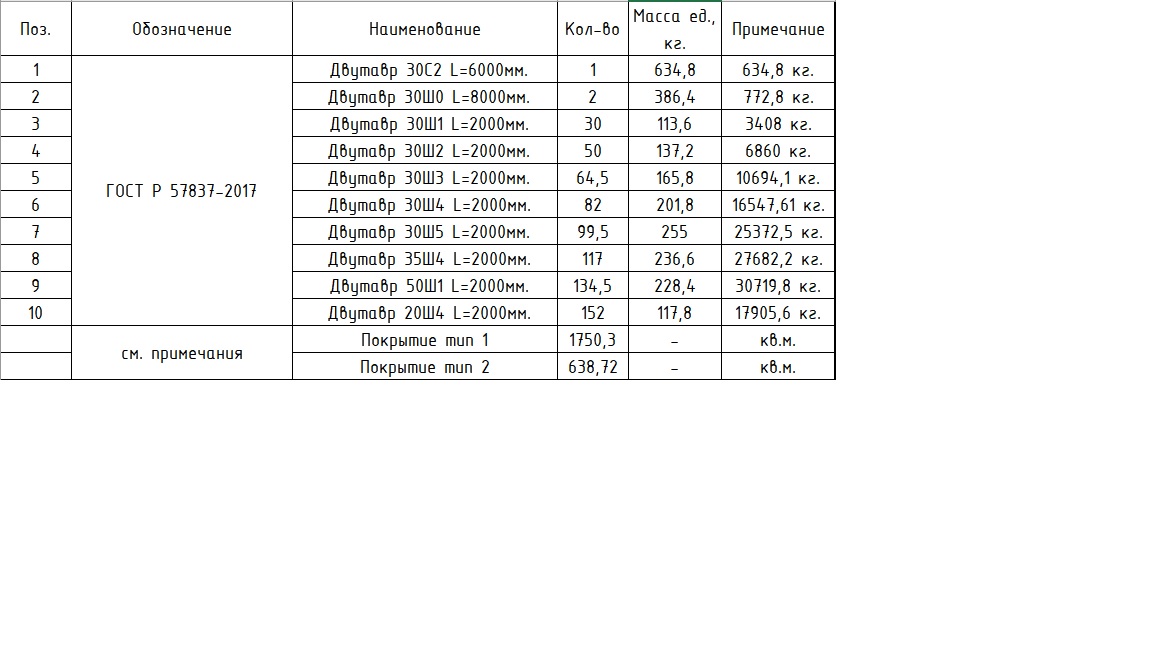 Поз. Обозначение Наименование Кол-во Масса ед., кг. Примечание
1 Двутавр 30С2 L=6000мм. 1 634,8 634,8 кг.
2 Двутавр 30Ш0 L=8000мм. 2 386,4 772,8 кг.
3 Двутавр 30Ш1 L=2000мм. 30 113,6 3408 кг.
4 Двутавр 30Ш2 L=2000мм. 50 137,2 6860 кг.
5 ГОСТ Р 57837-2017 Двутавр 30Ш3 L=2000мм. 64,5 165,8 10694,1 кг.
6 Двутавр 30Ш4 L=2000мм. 82 201,8 16547,61 кг.
7 Двутавр 30Ш5 L=2000мм. 99,5 255 25372,5 кг.
8 Двутавр 35Ш4 L=2000мм. 117 236,6 27682,2 кг.
9 Двутавр 50Ш1 L=2000мм. 134,5 228,4 30719,8 кг.
10 Двутавр 20Ш4 L=2000мм. 152 117,8 17905,6 кг.
см. примечания Покрытие тип 1 1750,3 - кв.м.
Покрытие тип 2 638,72 - кв.м.